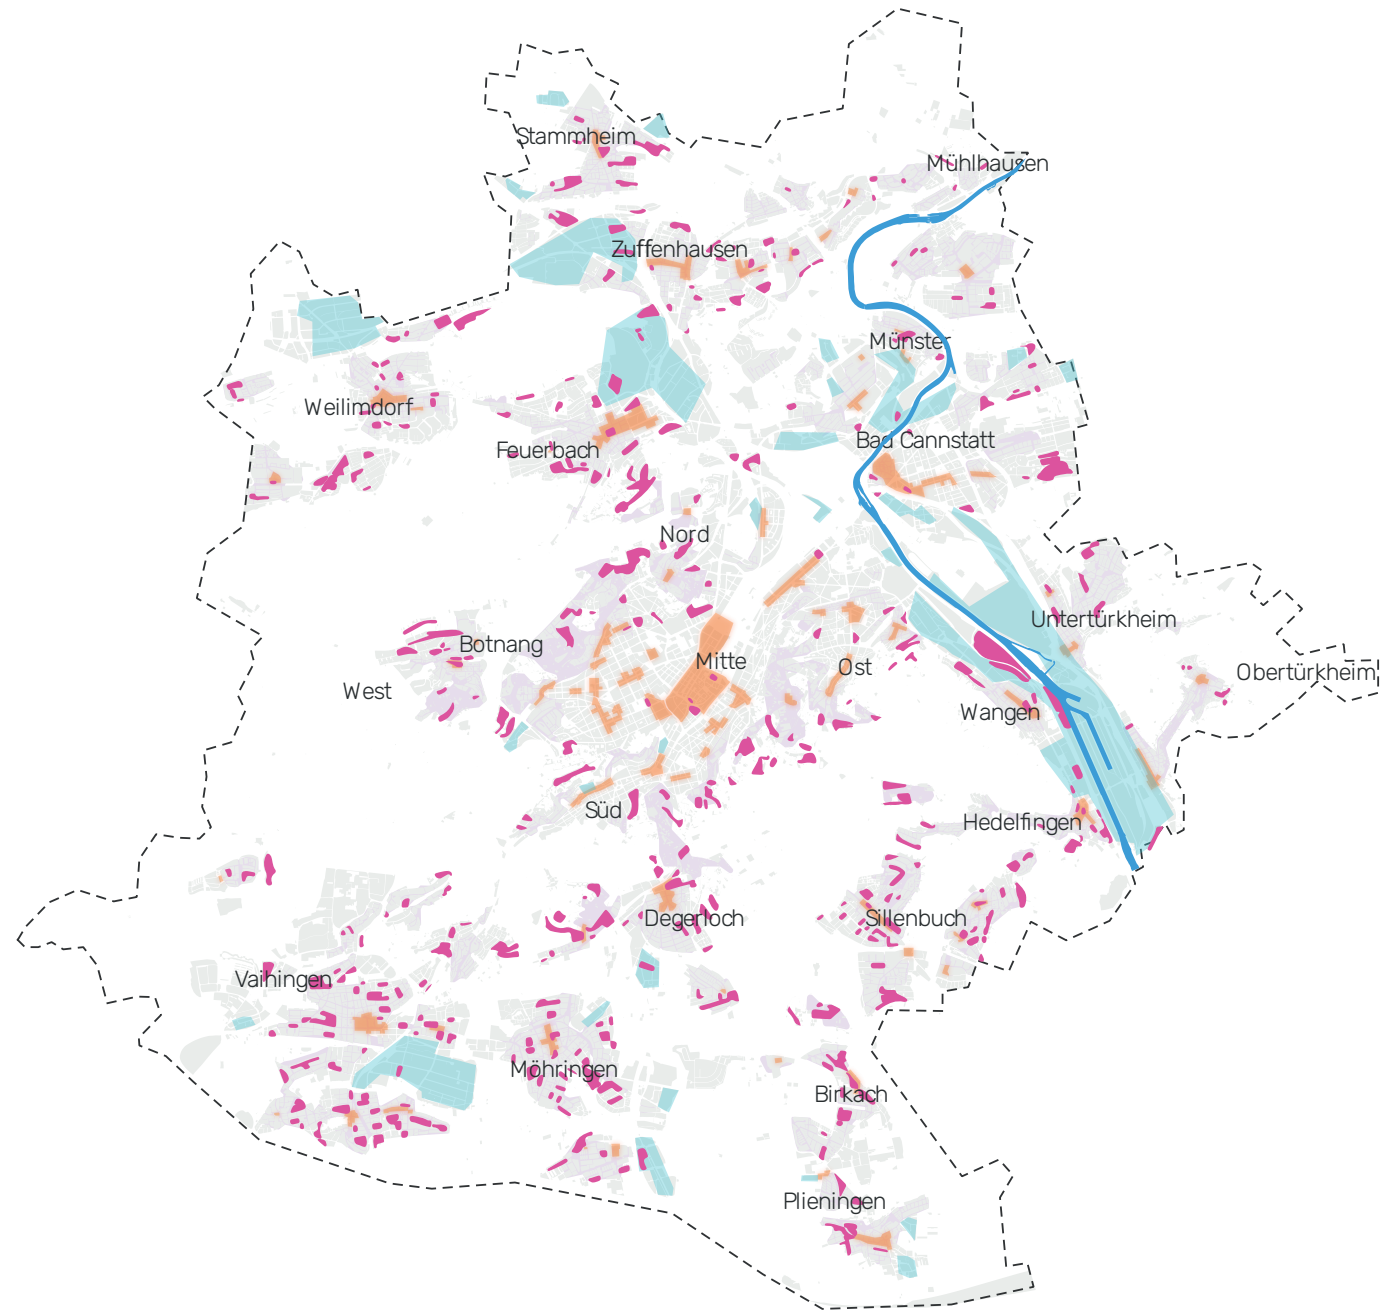 Stammheim
Mühlhausen
Zuffenhausen
Münster
Weilimdorf
Feuerbach
Bad Cannstatt
Nord
Untertürkheim
Botnang
Mitte
Ost
Obertürkheim
West
Wangen
Süd
Hedelfingen
Degerloch
Sillenbuch
Vaihingen
Möhringen
Birkach
Plieningen